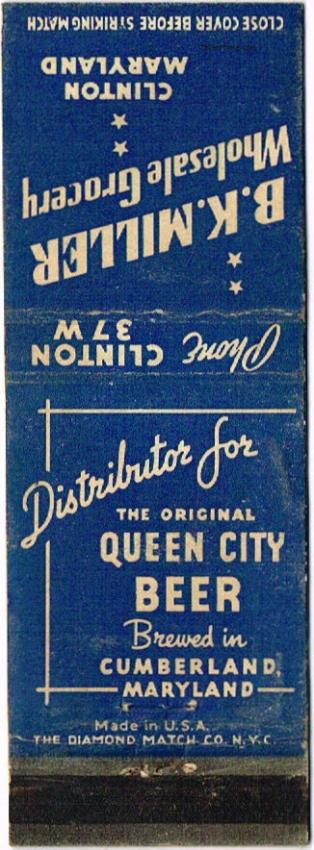 CLOSE COVER BEFORE STRIKING MATCH
B.K. MILLER
Wholesale Grocery
CLINTON
MARYLAND
Phone CLINTON
37 W
Distributor for
THE ORIGINAL
QUEEN CITY
BEER
Brewed in
CUMBERLAND,
MARYLAND
Made in U.S.A.
THE DIAMOND MATCH CO. N.Y.C.